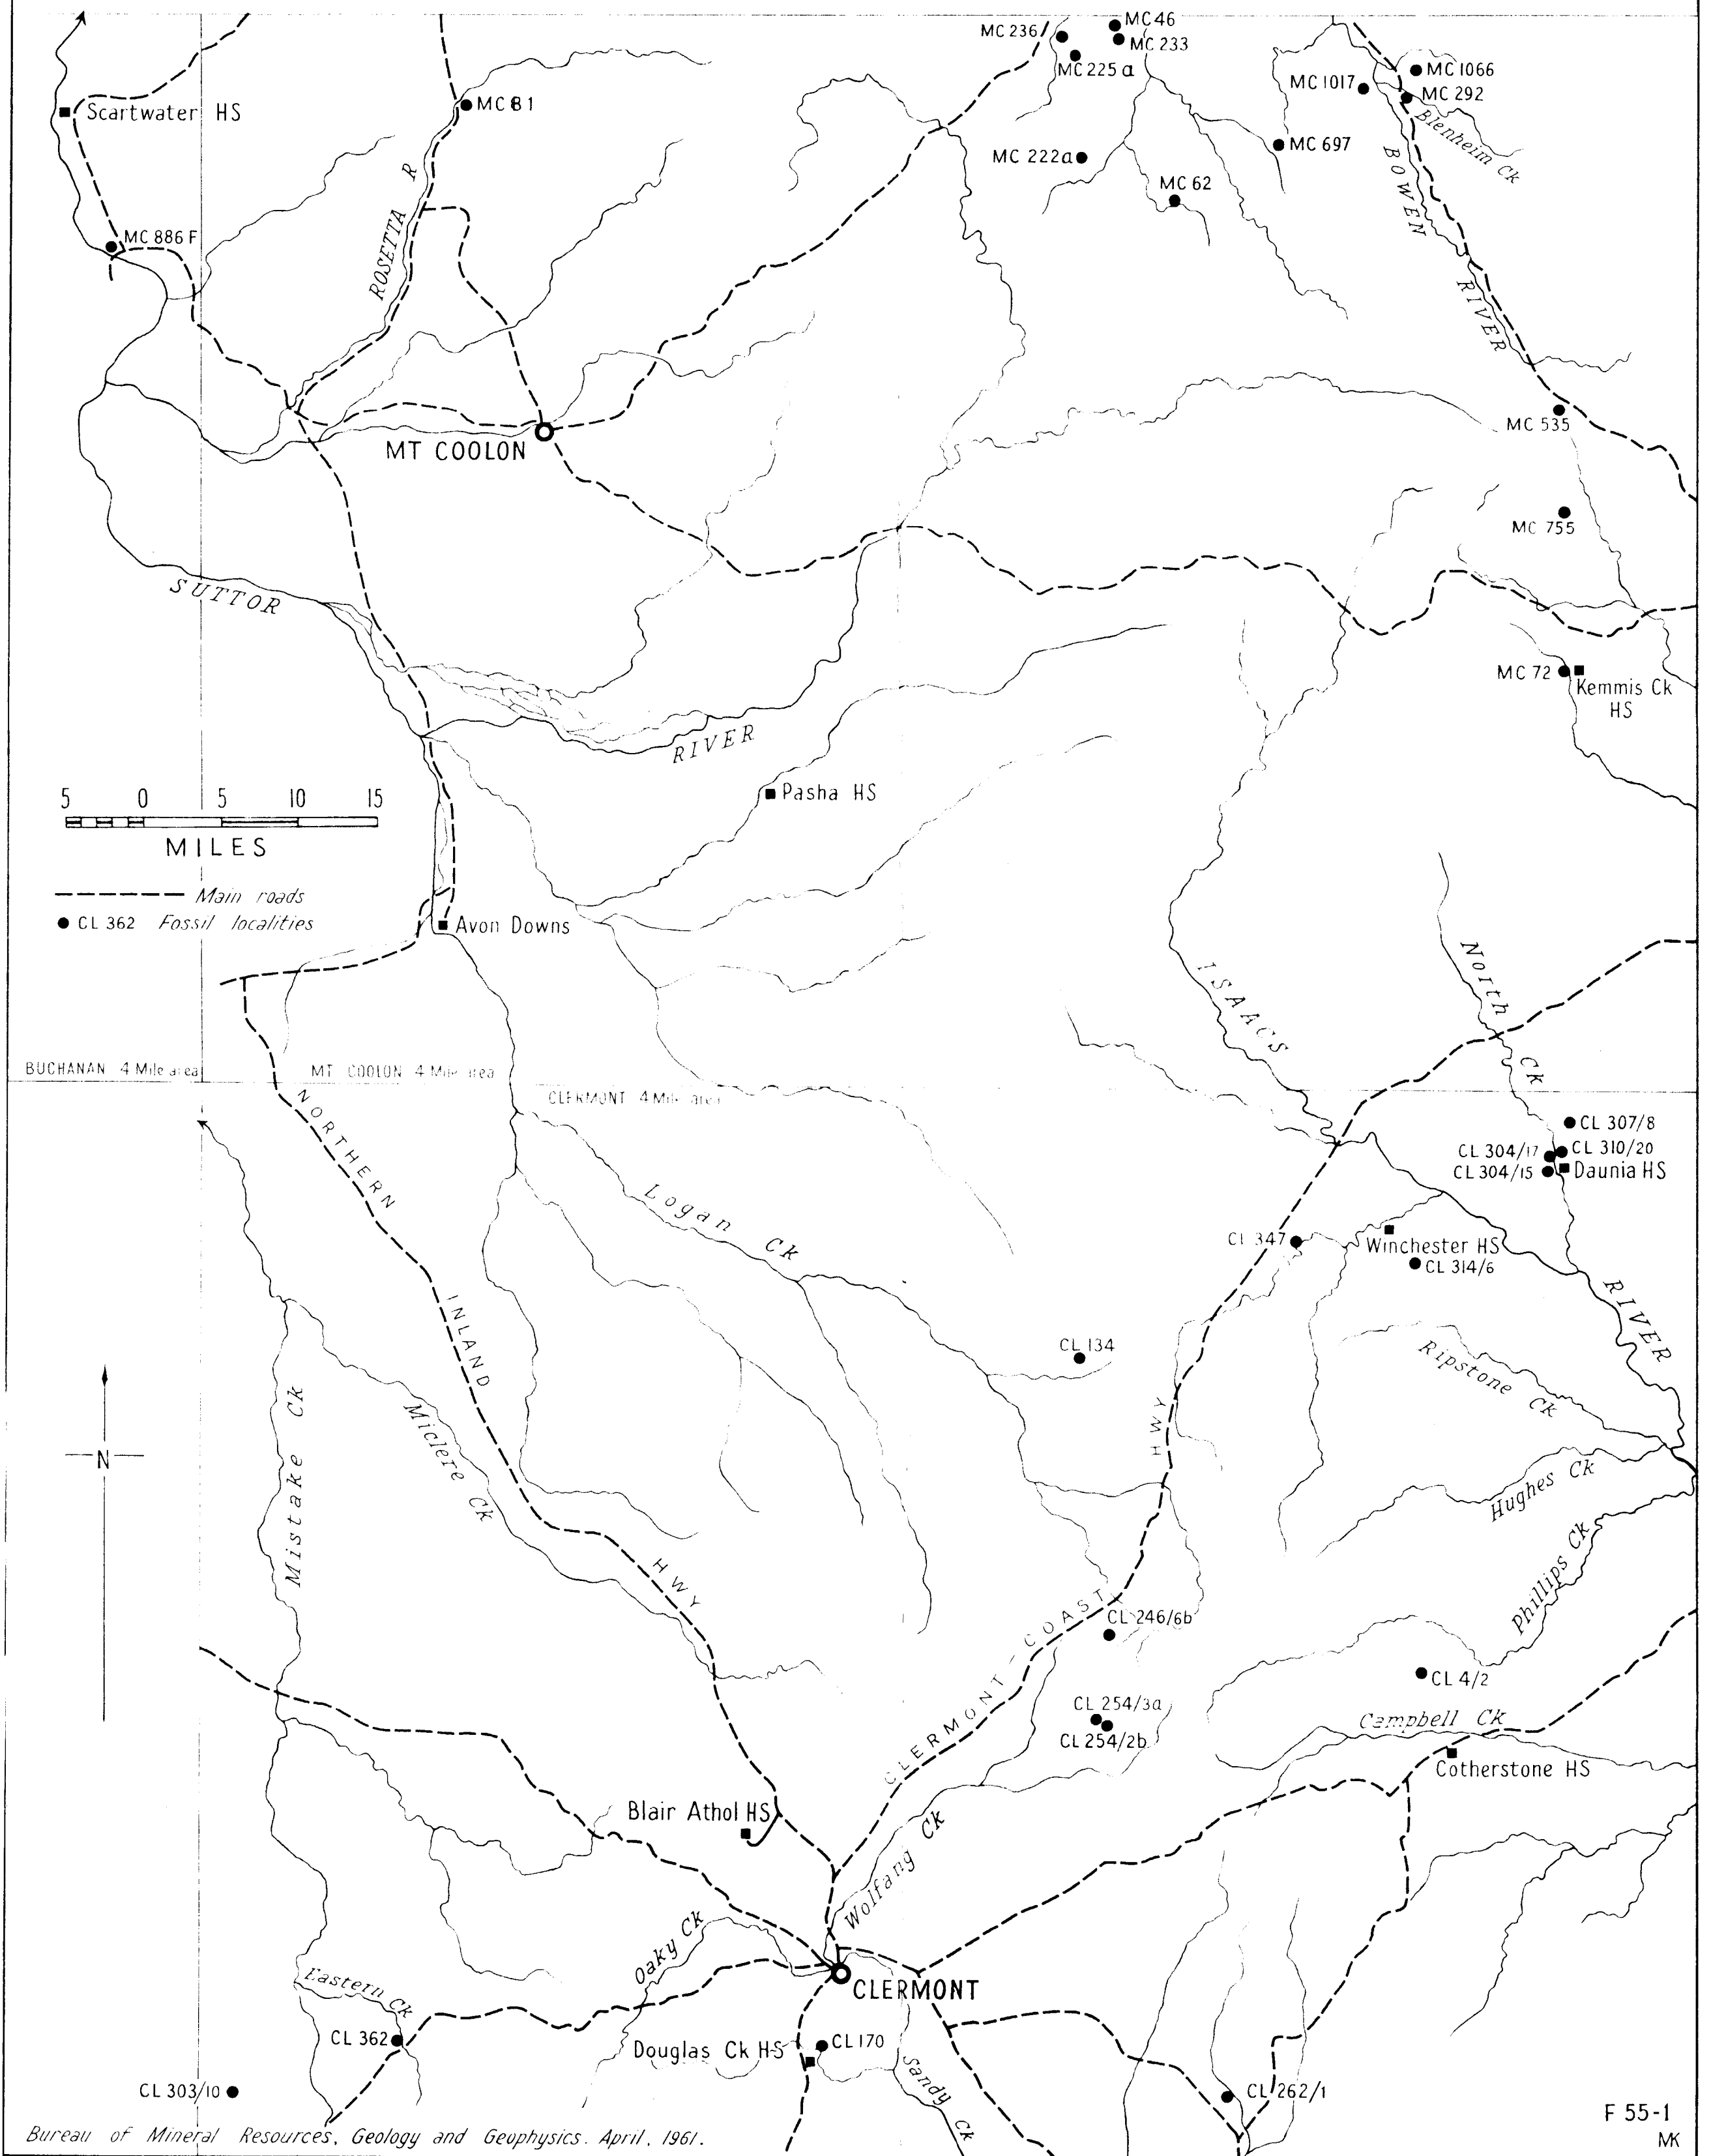 MC 236
MC 46
MC 233
MC 225a
MC 1066
MC 1017
MC 292
Blenheim Ck
Scartwater HS
MC 81
MC 697
MC 222a
MC 62
BOWEN
RIVER
ROSETTA R
MC 886 F
MC 535
MT COOLON
MC 755
SUTTOR
RIVER
MC 72
Kemmis Ck
HS
Pasha HS
5 0 5 10 15
MILES
Main roads
CL 362 Fossil localities
Avon Downs
ISAACS
North Ck
BUCHANAN 4 Mile area
MT COOLON 4 Mile area
CLERMONT 4 Mile area
NORTHERN
INLAND
HWY
CL 307/8
CL 304/17
CL 310/20
CL 304/15
Daunia HS
Logan Ck
CL 347
Winchester HS
CL 314/6
RIVER
CL 134
Ripstone Ck
Mistake Ck
Miclere Ck
HWY
N
Hughes Ck
Phillips Ck
CLERMONT-COAST
CL 246/6b
CL 4/2
CL 254/3a
CL 254/2b
Campbell Ck
Cotherstone HS
Blair Athol HS
Wolfang Ck
Oaky Ck
CLERMONT
Eastern Ck
CL 362
Douglas Ck HS
CL 170
Sandy Ck
CL 303/10
CL 262/1
F 55-1
Bureau of Mineral Resources, Geology and Geophysics. April, 1961.
MK